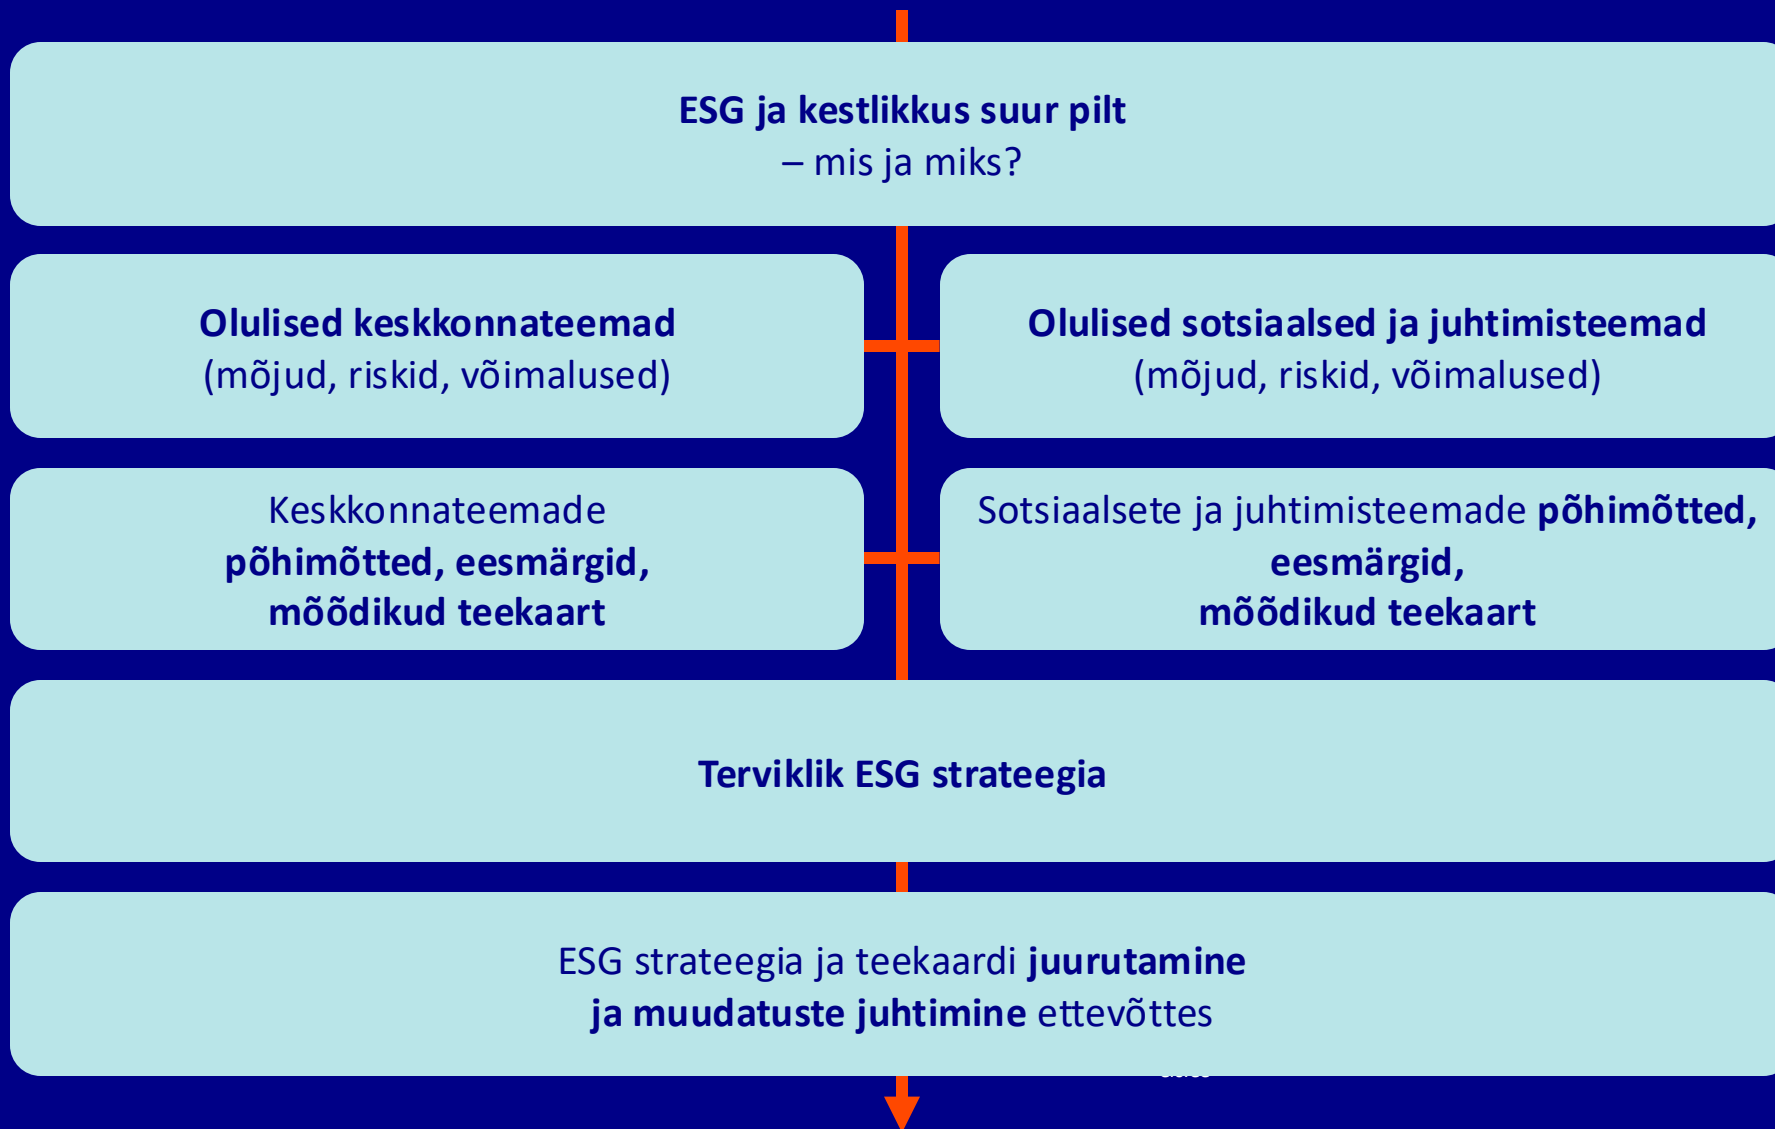 ESG ja kestlikkus suur pilt
– mis ja miks?
Olulised keskkonnateemad
(mõjud, riskid, võimalused)
Olulised sotsiaalsed ja juhtimisteemad
(mõjud, riskid, võimalused)
Keskkonnateemade
põhimõtted, eesmärgid,
mõõdikud teekaart
Sotsiaalsete ja juhtimisteemade põhimõtted,
eesmärgid,
mõõdikud teekaart
Terviklik ESG strateegia
ESG strateegia ja teekaardi juurutamine
ja muudatuste juhtimine ettevõttes